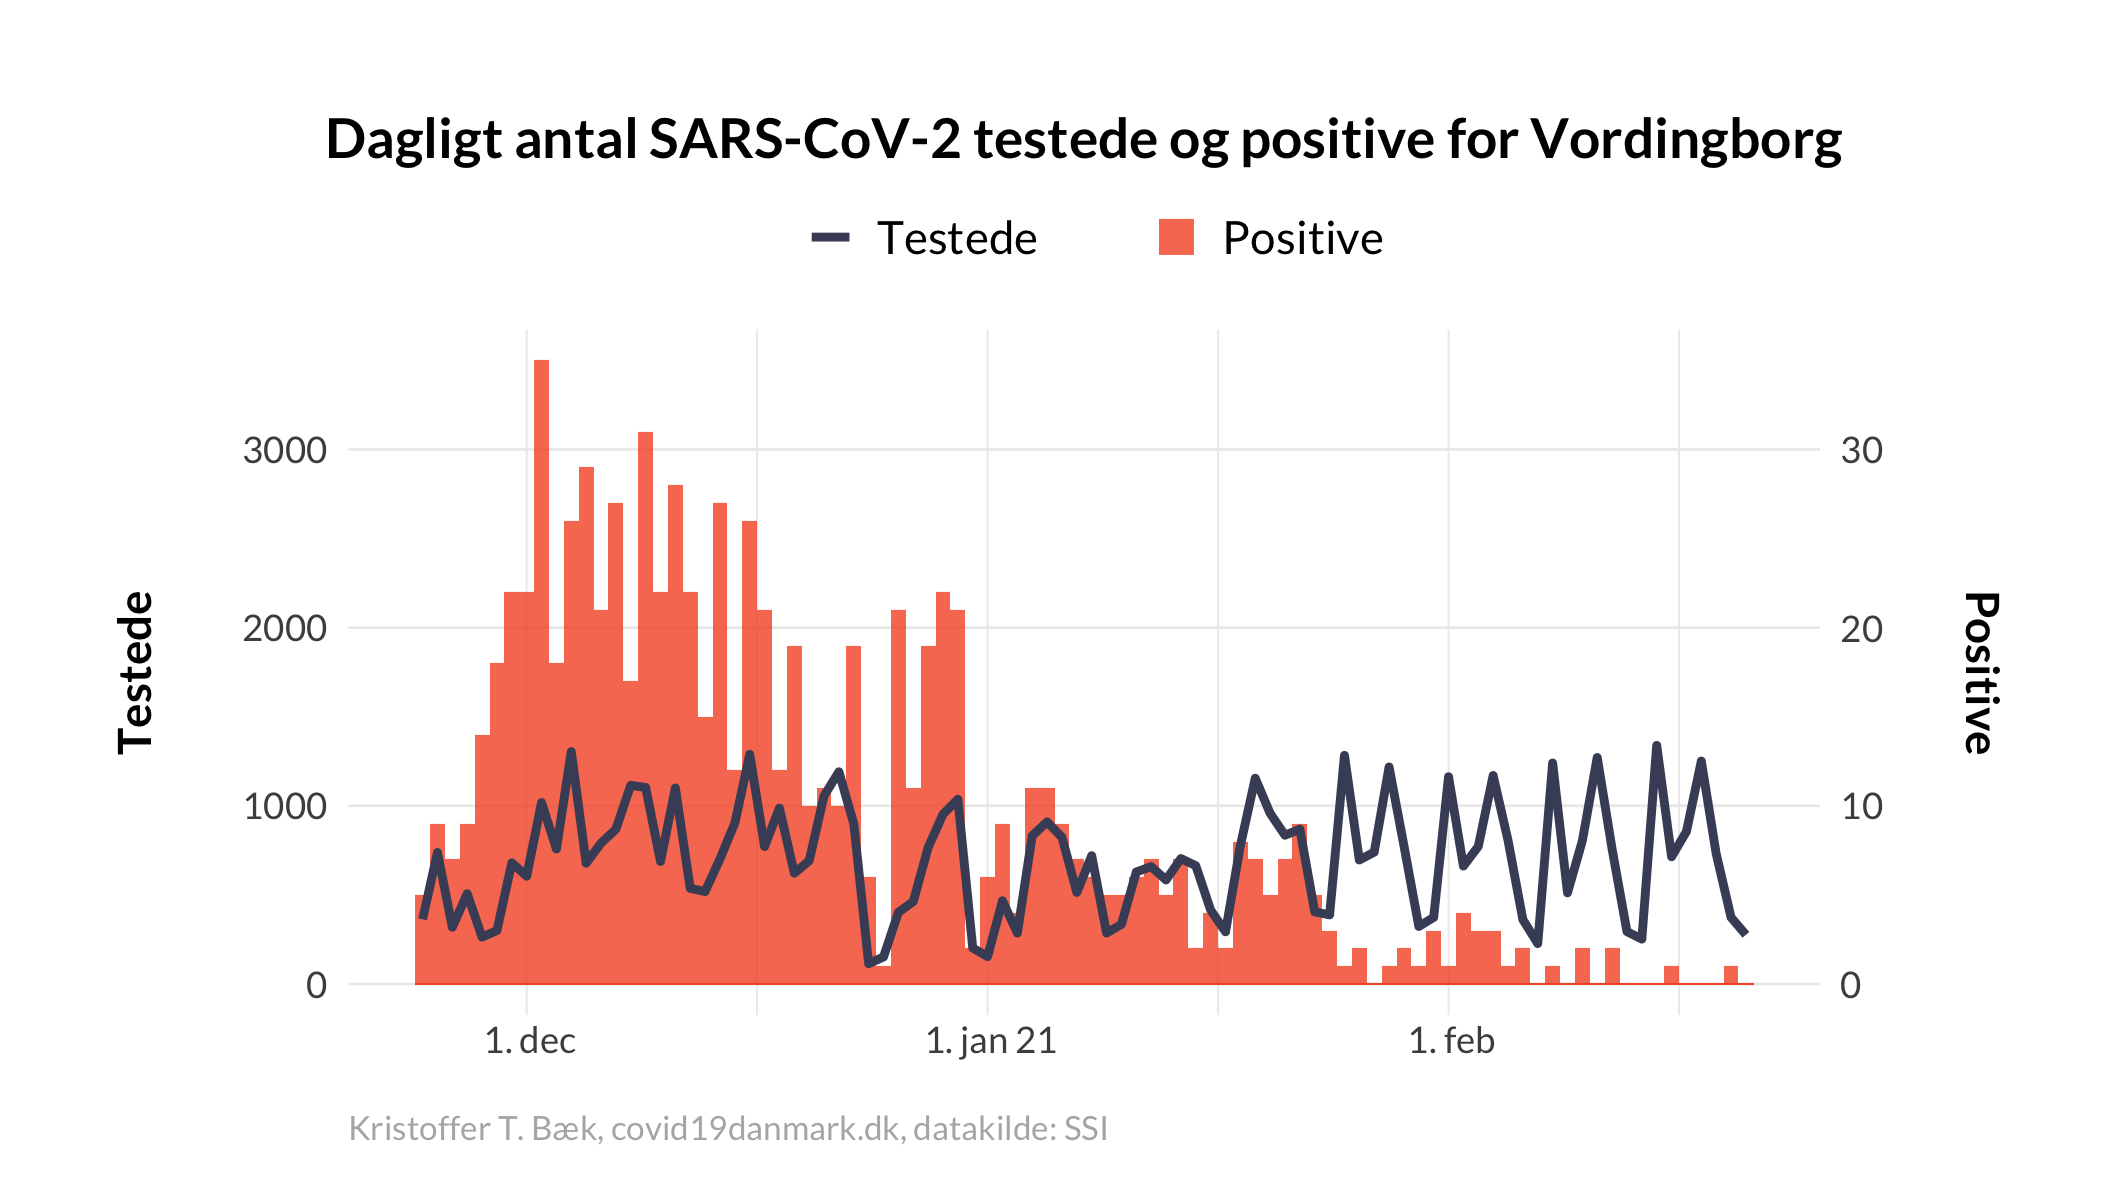 Dagligt antal SARS-CoV-2 testede og positive for Vordingborg
Testede
Positive
Testede
3000
2000
1000
0
30
20
10
0
Positive
1. dec
1. jan 21
1. feb
Kristoffer T. Bæk, covid19danmark.dk, datakilde: SSI